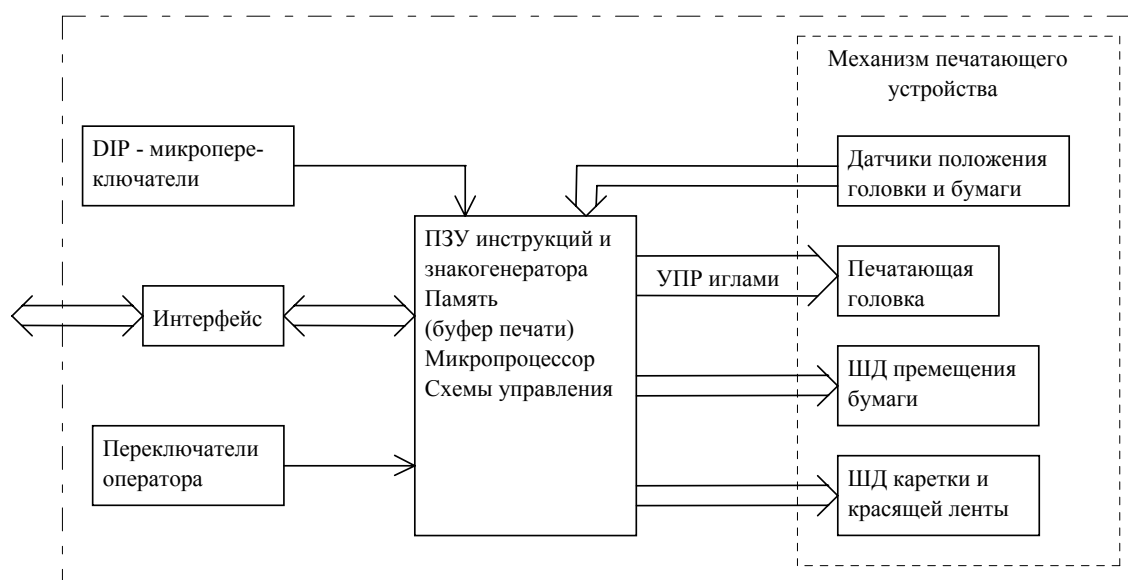 Механизм печатающего
устройства
DIP - микропере-
ключатели
Датчики положения
головки и бумаги
ПЗУ инструкций и
знакогенератора
Память
(буфер печати)
Микропроцессор
Схемы управления
УПР иглами
Печатающая
головка
Интерфейс
ШД премещения
бумаги
Переключатели
оператора
ШД каретки и
красящей ленты